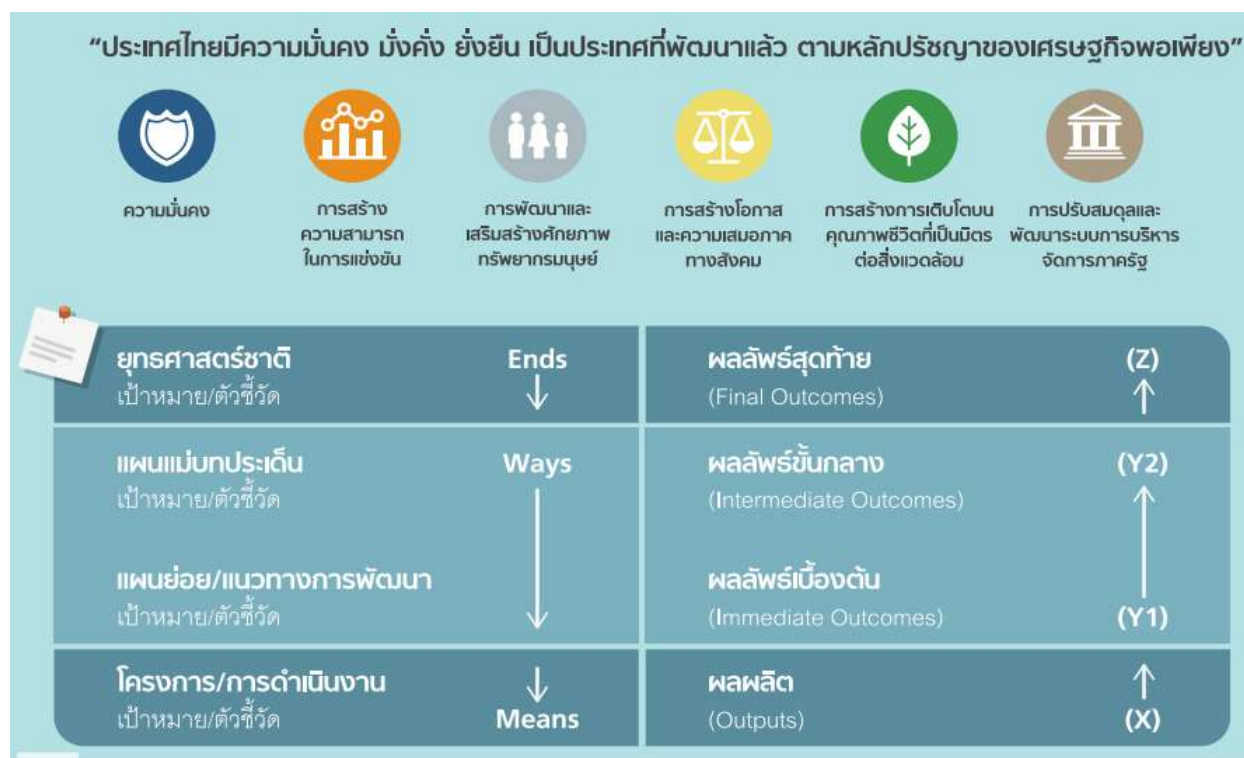 “ประเทศไทยมีความมั่นคง มั่งคั่ง ยั่งยืน เป็นประเทศที่พัฒนาแล้ว ตามหลักปรัชญาของเศรษฐกิจพอเพียง”
ความมั่นคง
การสร้าง
ความสามารถ
ในการแข่งขัน
การพัฒนาและ
เสริมสร้างศักยภาพ
ทรัพยากรมนุษย์
การสร้างโอกาส
และความเสมอภาค
ทางสังคม
การสร้างการเติบโตบน
คุณภาพชีวิตที่เป็นมิตร
ต่อสิ่งแวดล้อม
การปรับสมดุลและ
พัฒนาระบบการบริหาร
จัดการภาครัฐ
ยุทธศาสตร์ชาติ Ends
เป้าหมาย/ตัวชี้วัด
ผลลัพธ์สุดท้าย (Z)
(Final Outcomes)
แผนแม่บทประเด็น Ways
เป้าหมาย/ตัวชี้วัด
ผลลัพธ์ขั้นกลาง (Y2)
(Intermediate Outcomes)
แผนย่อย/แนวทางการพัฒนา
เป้าหมาย/ตัวชี้วัด
ผลลัพธ์เบื้องต้น
(Immediate Outcomes) (Y1)
โครงการ/การดำเนินงาน
เป้าหมาย/ตัวชี้วัด Means
ผลผลิต
(Outputs) (X)